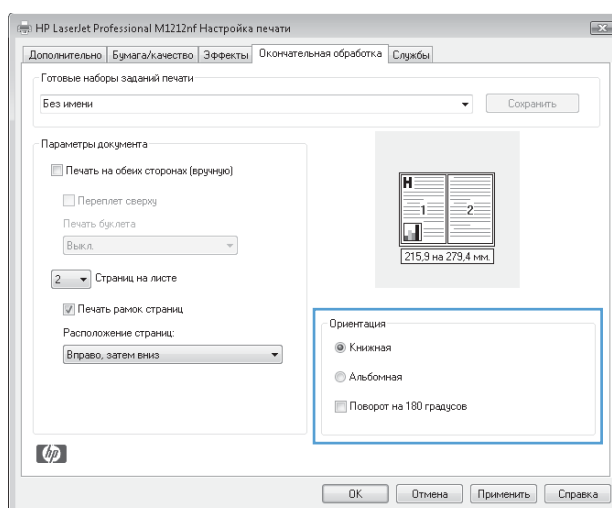 HP LaserJet Professional M1212nf Настройка печати
Дополнительно Бумага/качество Эффекты Окончательная обработка Службы
Готовые наборы заданий печати
Без имени
Сохранить
Параметры документа
Печать на обеих сторонах (вручную)
Переплет сверху
Печать буклета
Выкл.
2 Страниц на листе
Печать рамок страниц
Расположение страниц:
Вправо, затем вниз
H
1 2
215,9 на 279,4 мм.
Ориентация
Книжная
Альбомная
Поворот на 180 градусов
hp
OK Отмена Применить Справка